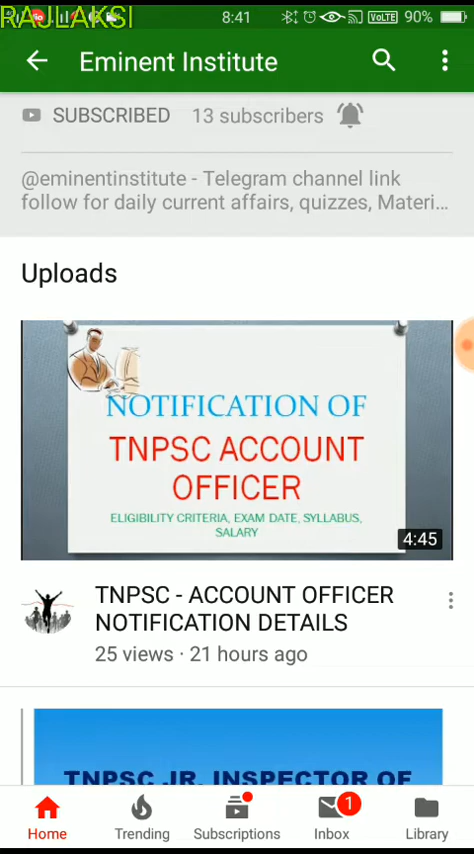 RAJLAKSI
8:41
VoLTE
90%
Eminent Institute
SUBSCRIBED 13 subscribers
@eminentinstitute - Telegram channel link
follow for daily current affairs, quizzes, Materi...
Uploads
NOTIFICATION OF
TNPSC ACCOUNT
OFFICER
ELIGIBILITY CRITERIA, EXAM DATE, SYLLABUS,
SALARY
4:45
TNPSC - ACCOUNT OFFICER
NOTIFICATION DETAILS
25 views · 21 hours ago
TNPSC JR. INSPECTOR OF
1
Home Trending Subscriptions Inbox Library